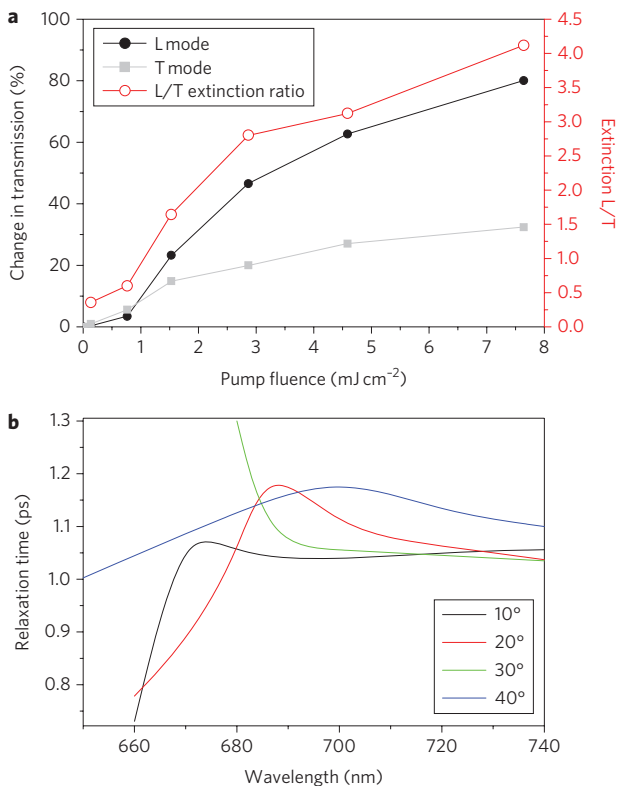 a
L mode
T mode
L/T extinction ratio
100
80
60
40
20
0
Change in transmission (%)
4.5
4.0
3.5
3.0
2.5
2.0
1.5
1.0
0.5
0.0
Extinction L/T
0 1 2 3 4 5 6 7 8
Pump fluence (mJ cm⁻²)
b
1.3
1.2
1.1
1.0
0.9
0.8
Relaxation time (ps)
10°
20°
30°
40°
660 680 700 720 740
Wavelength (nm)